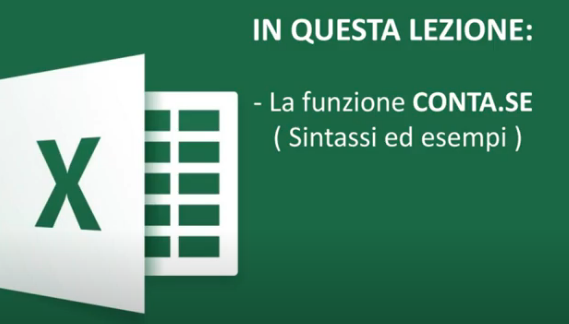 IN QUESTA LEZIONE:
- La funzione CONTA.SE
( Sintassi ed esempi )
X